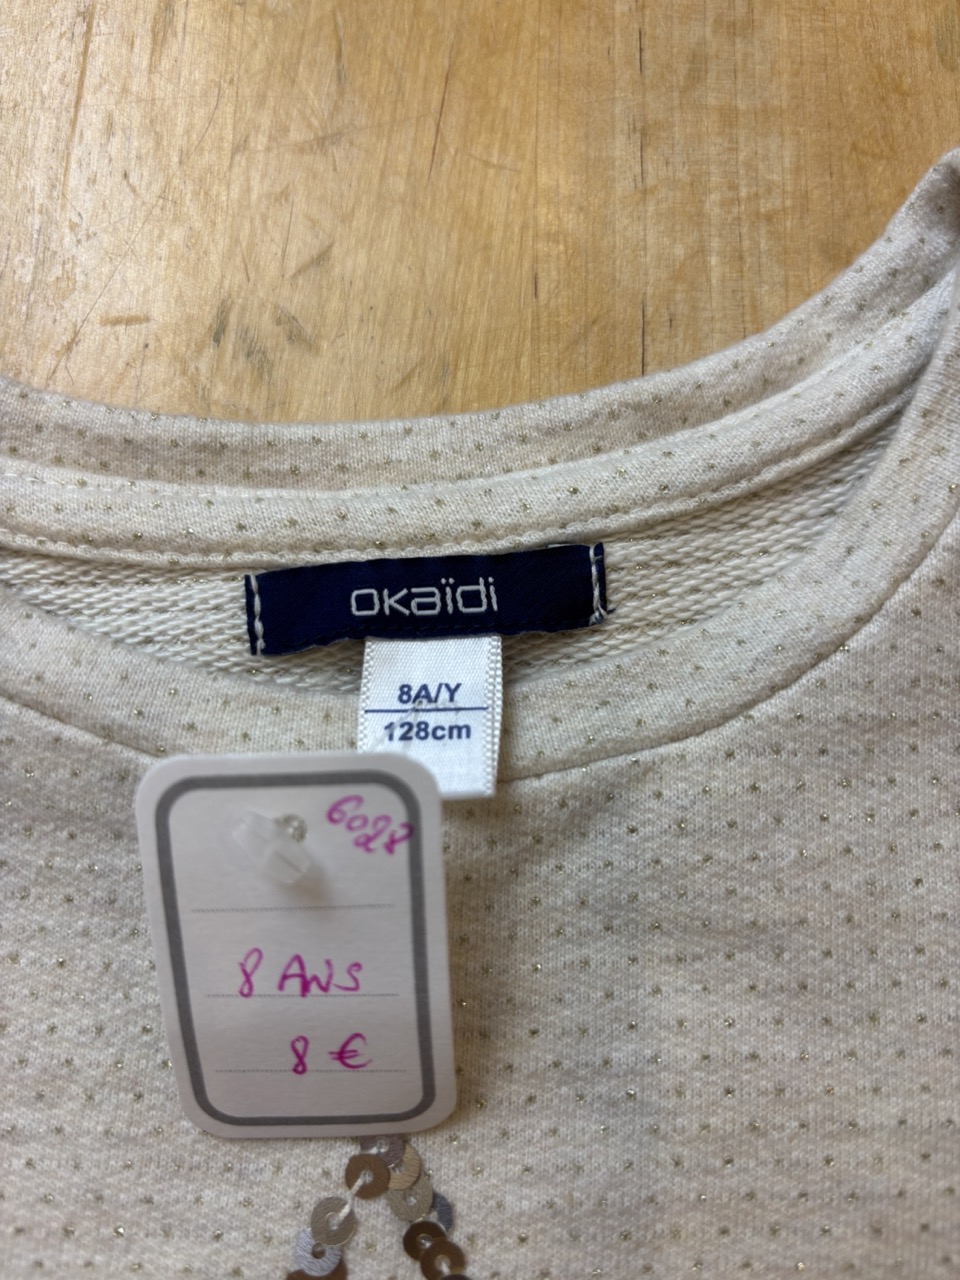 okaïdi
8A/Y
128cm
6028
8 ANS
8 €